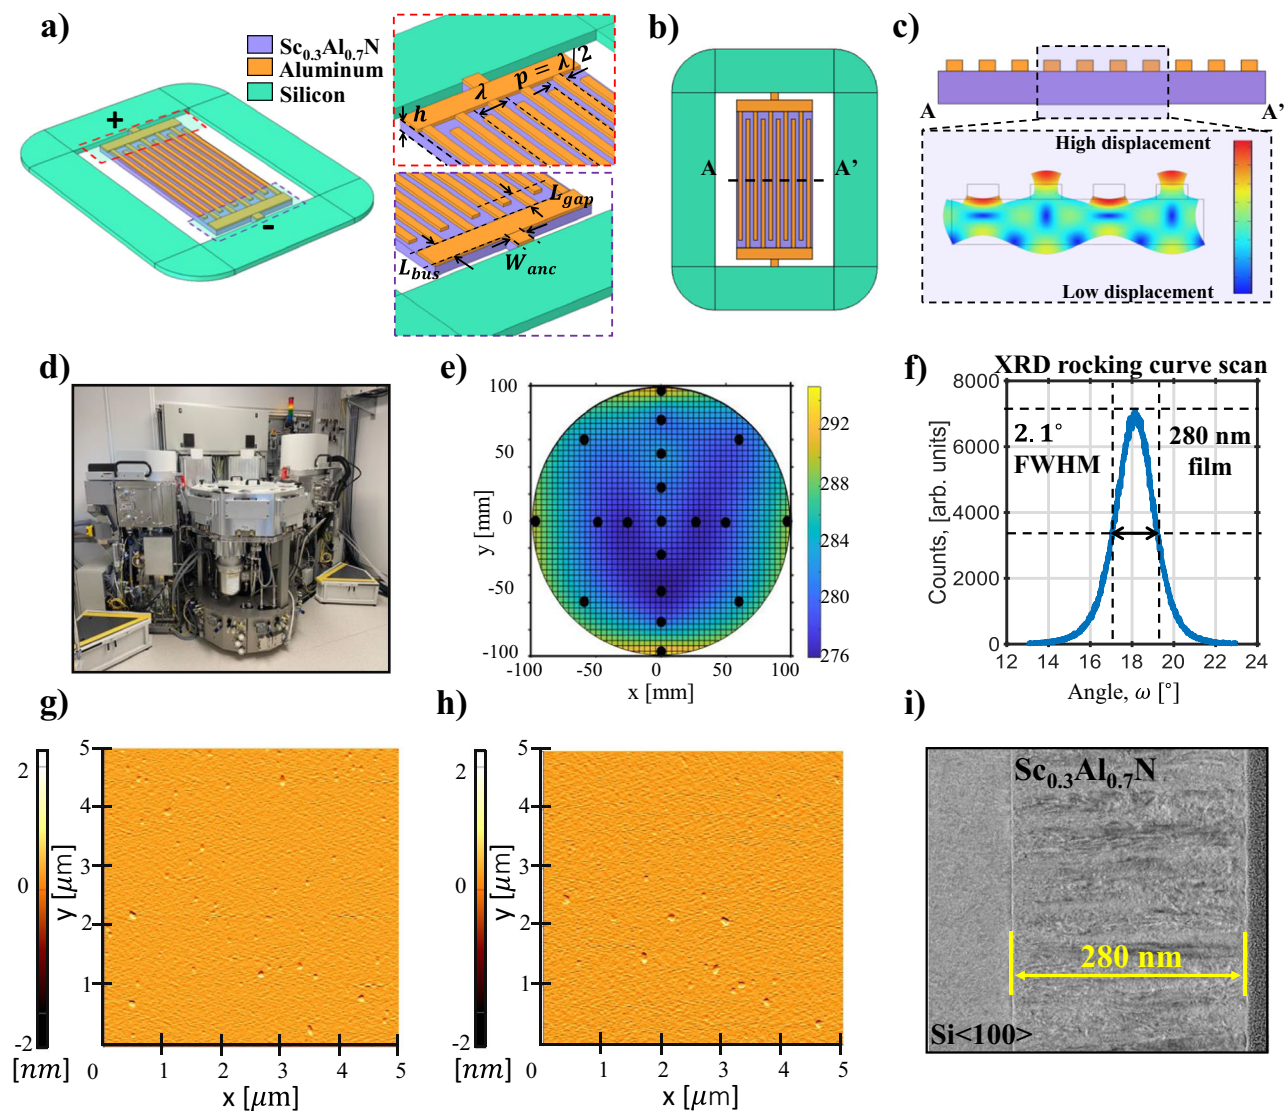 a)
Sc0.3Al0.7N
Aluminum
Silicon
+
-
h
λ
p = λ/2
Lgap
Lbus
Wanc
b)
A
A’
c)
A
A’
High displacement
Low displacement
d)
e)
100
50
0
-50
-100
y [mm]
-100
-50
0
50
100
x [mm]
292
288
284
280
276
f)
XRD rocking curve scan
8000
6000
4000
2000
0
Counts, [arb. units]
2.1°
FWHM
280 nm
film
12
14
16
18
20
22
24
Angle, ω [°]
g)
2
0
-2
[nm]
5
4
3
2
1
y [μm]
0
1
2
3
4
5
x [μm]
h)
2
0
-2
[nm]
5
4
3
2
1
y [μm]
0
1
2
3
4
5
x [μm]
i)
Sc0.3Al0.7N
280 nm
Si<100>